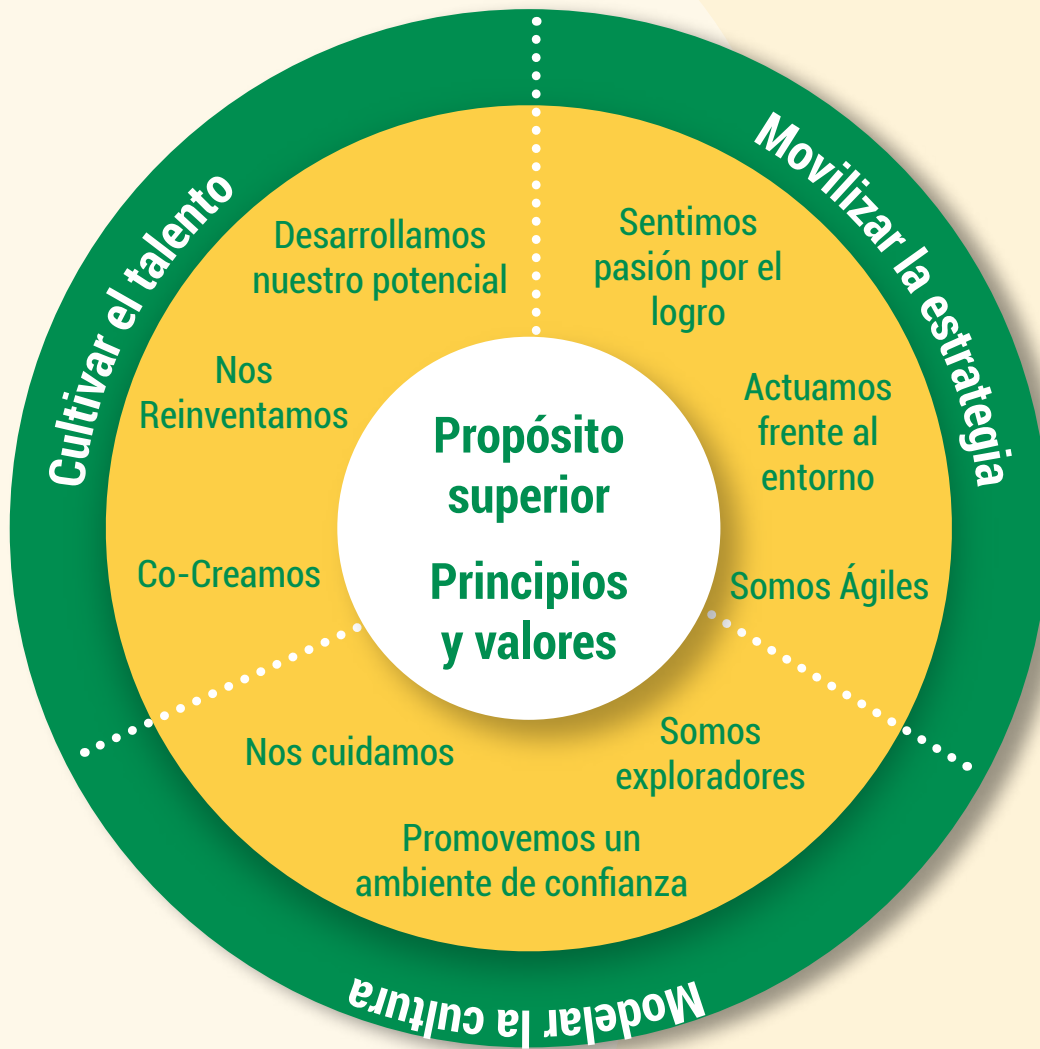 Cultivar el talento
Desarrollamos
nuestro potencial
Nos
Reinventamos
Co-Creamos
Movilizar la estrategia
Sentimos
pasión por el
logro
Actuamos
frente al
entorno
Somos Ágiles
Propósito
superior
Principios
y valores
Nos cuidamos
Somos
exploradores
Promovemos un
ambiente de confianza
Modelar la cultura